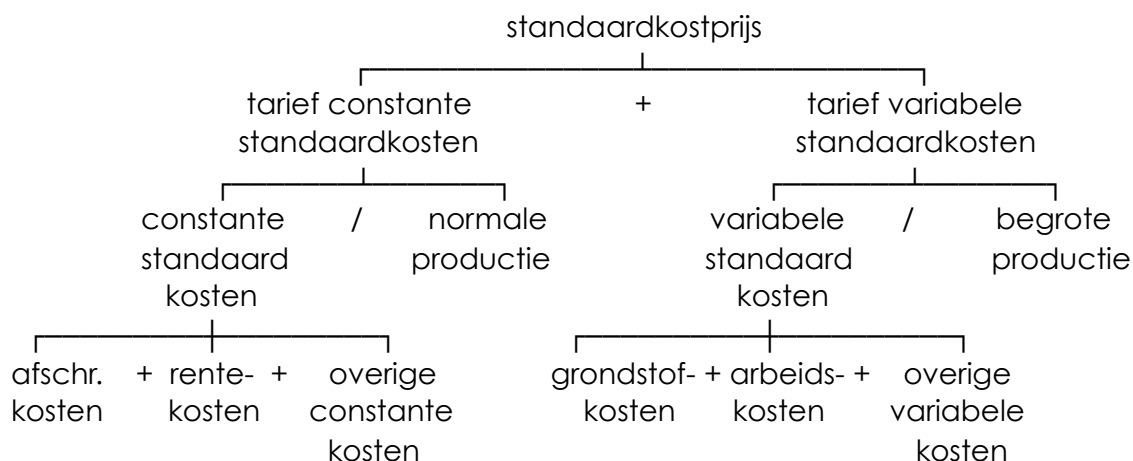 standaardkostprijs
tarief constante + tarief variabele
standaardkosten standaardkosten
constante / normale variabele / begrote
standaard productie standaard productie
kosten kosten
afschr. + rente- + overige grondstof- + arbeids- + overige
kosten kosten constante kosten kosten variabele
kosten kosten